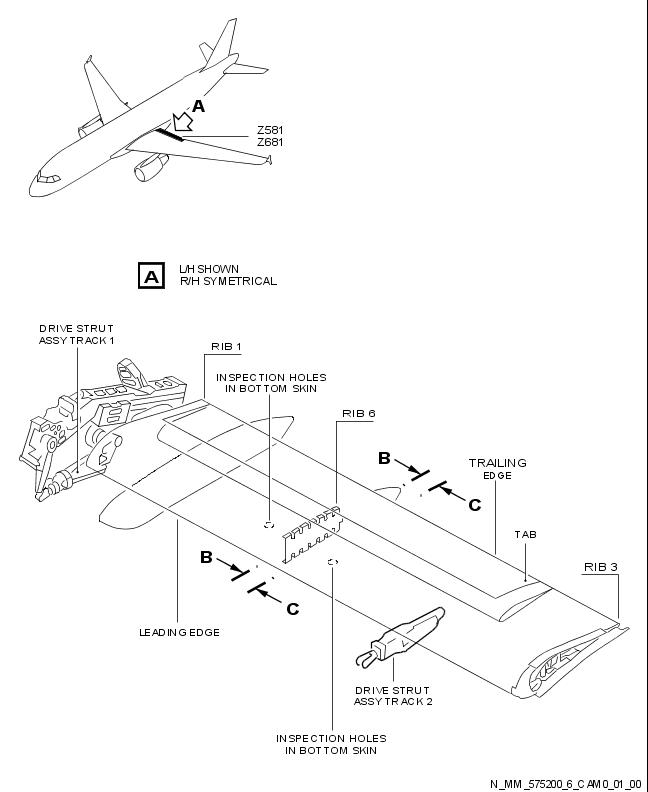 A
Z581
Z681
A
L/H SHOWN
R/H SYMETRICAL
DRIVE STRUT
ASSY TRACK 1
RIB 1
INSPECTION HOLES
IN BOTTOM SKIN
RIB 6
B
C
TRAILING
EDGE
TAB
RIB 3
B
C
LEADING EDGE
DRIVE STRUT
ASSY TRACK 2
INSPECTION HOLES
IN BOTTOM SKIN
N_MM_575200_6_CAM0_01_00